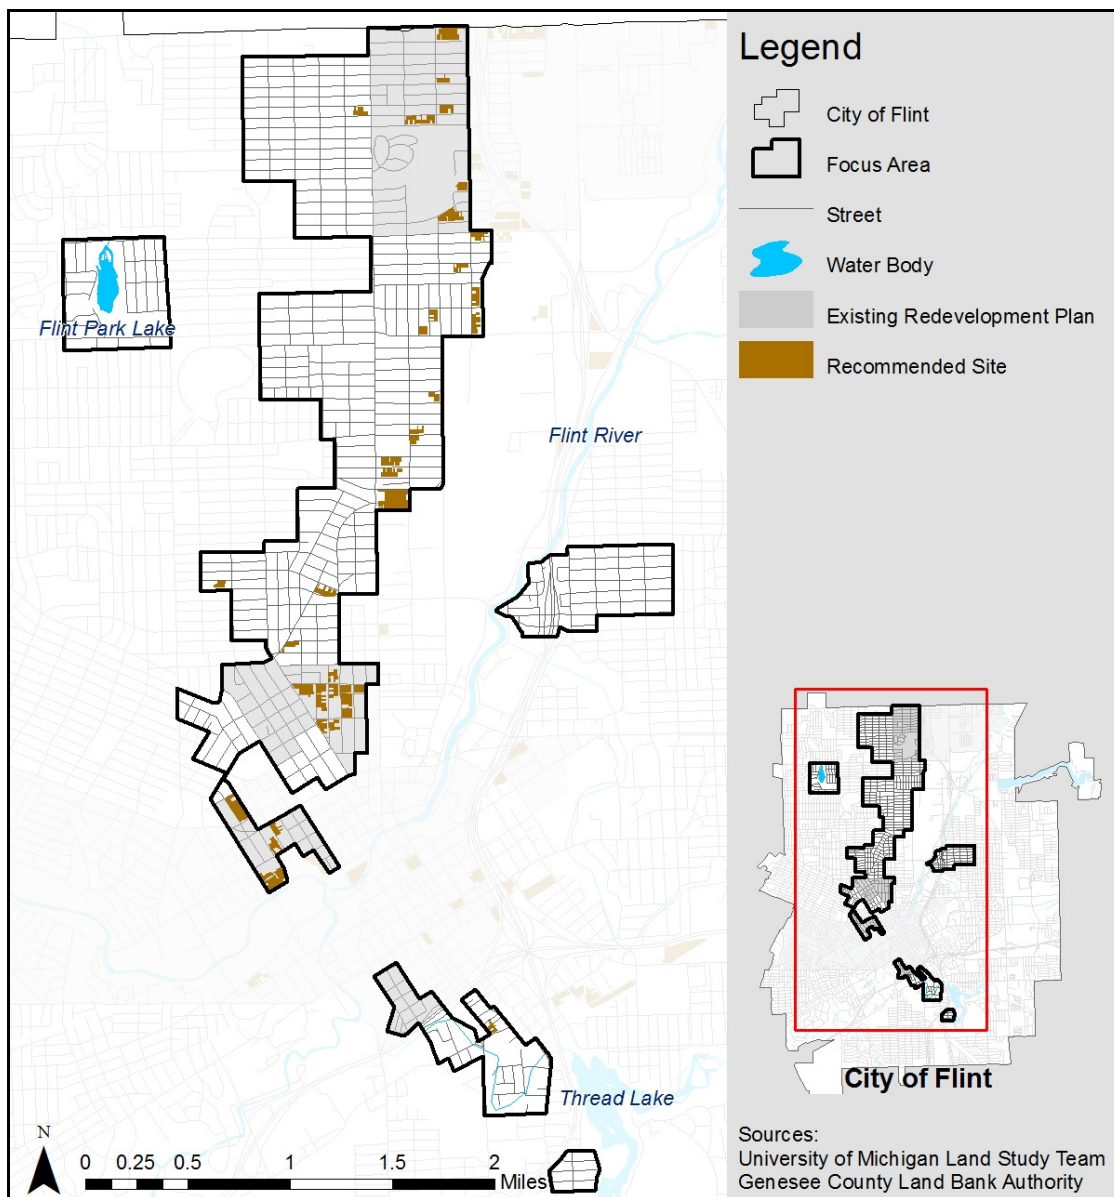 Legend
City of Flint
Focus Area
Street
Water Body
Existing Redevelopment Plan
Recommended Site
Flint Park Lake
Flint River
Thread Lake
N
0 0.25 0.5 1 1.5 2
Miles
City of Flint
Sources:
University of Michigan Land Study Team
Genesee County Land Bank Authority